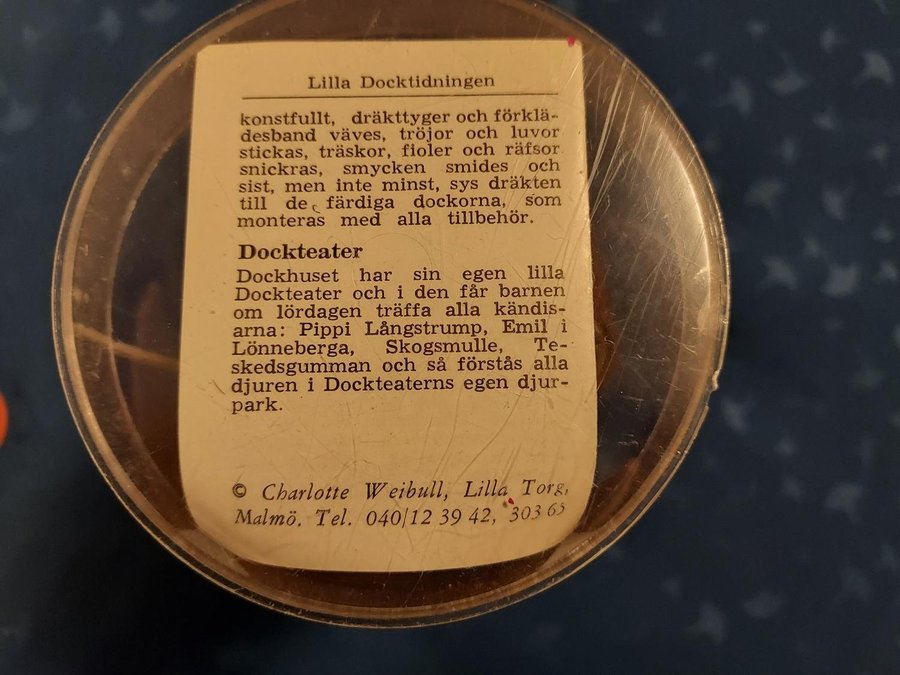 Lilla Docktidningen
konstfullt, dräkttyger och förklä-
desband väves, tröjor och luvor
stickas, träskor, fioler och räfsor
snickras, smycken smides och
sist, men inte minst, sys dräkten
till de färdiga dockorna, som
monteras med alla tillbehör.
Dockteater
Dockhuset har sin egen lilla
Dockteater och i den får barnen
om lördagen träffa alla kändis-
arna: Pippi Långstrump, Emil i
Lönneberga, Skogsmulle, Te-
skedsgumman och så förstås alla
djuren i Dockteaterns egen djur-
park.
© Charlotte Weibull, Lilla Torg,
Malmö. Tel. 040/12 39 42, 303 65